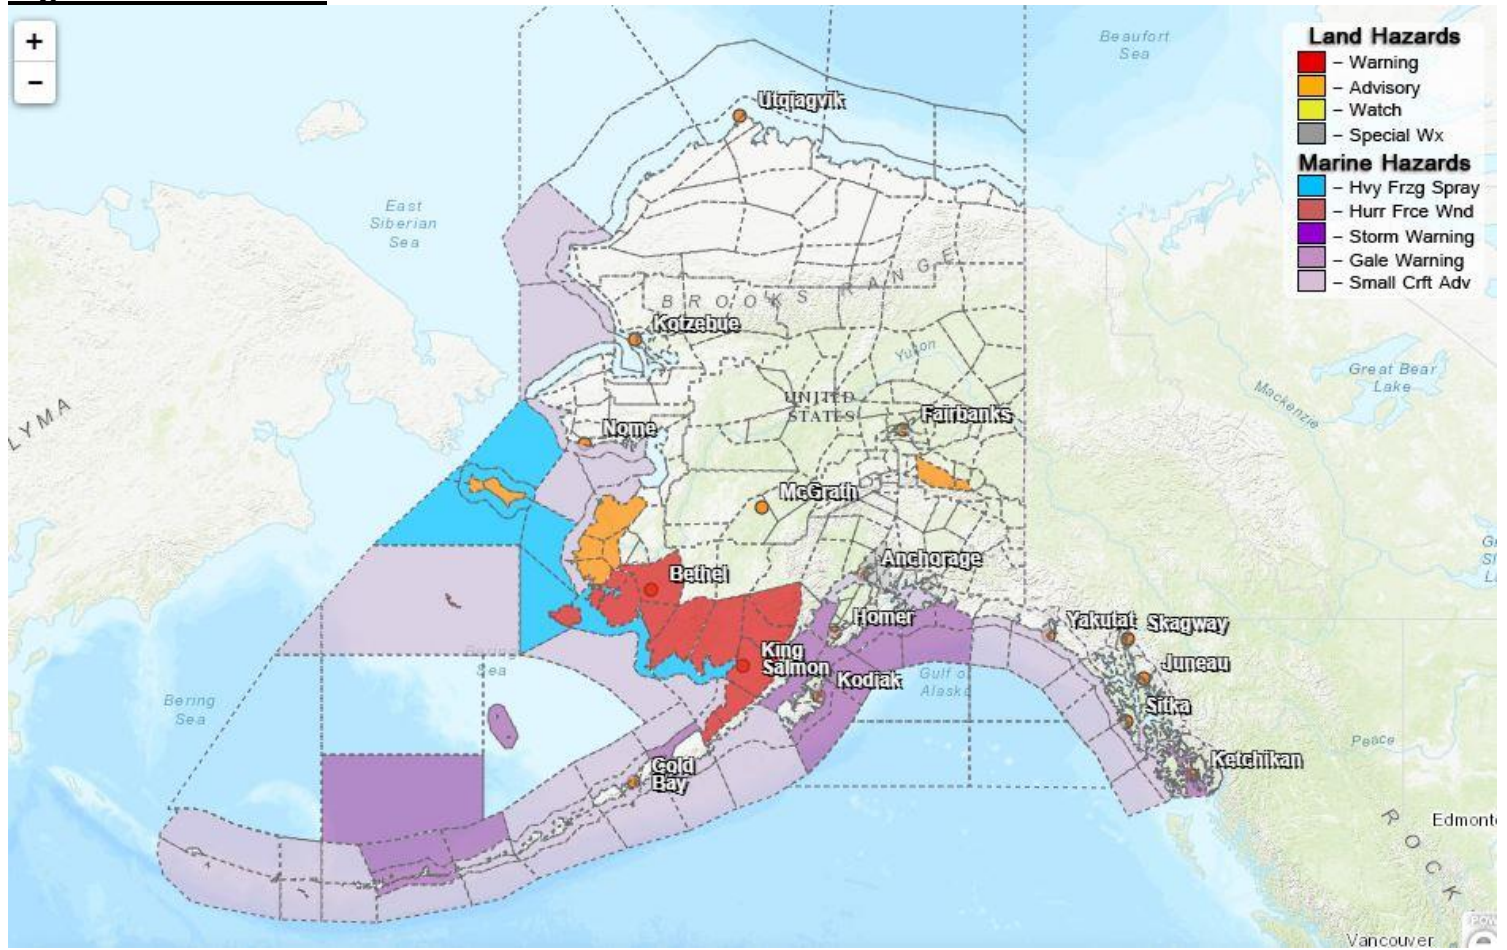 +
−
Land Hazards
– Warning
– Advisory
– Watch
– Special Wx
Marine Hazards
– Hvy Frzg Spray
– Hurr Frce Wnd
– Storm Warning
– Gale Warning
– Small Crft Adv
Beaufort
Sea
Utqiagvik
East
Siberian
Sea
BROOKS RANGE
Kotzebue
Yukon
Great Bear
Lake
Mackenzie
LYMA
UNITED
STATES
Fairbanks
Nome
McGrath
Anchorage
Bethel
Homer
Yakutat
Skagway
King
Salmon
Juneau
Bering
Sea
Kodiak
Gulf of
Alaska
Sitka
Bering
Sea
Peace
Cold
Bay
Ketchikan
Edmont
ROCK
Vancouver
POW